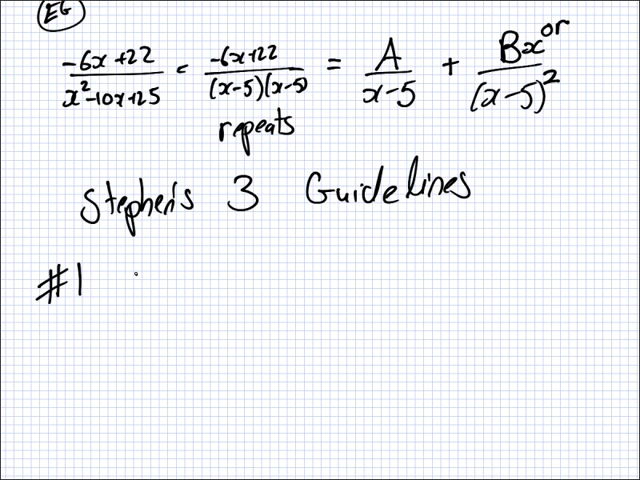 EG
-6x+22 / x²-10x+25 = -6x+22 / (x-5)(x-5) = A / x-5 + Bx or / (x-5)²
repeats
Stephen's 3 Guidelines
#1